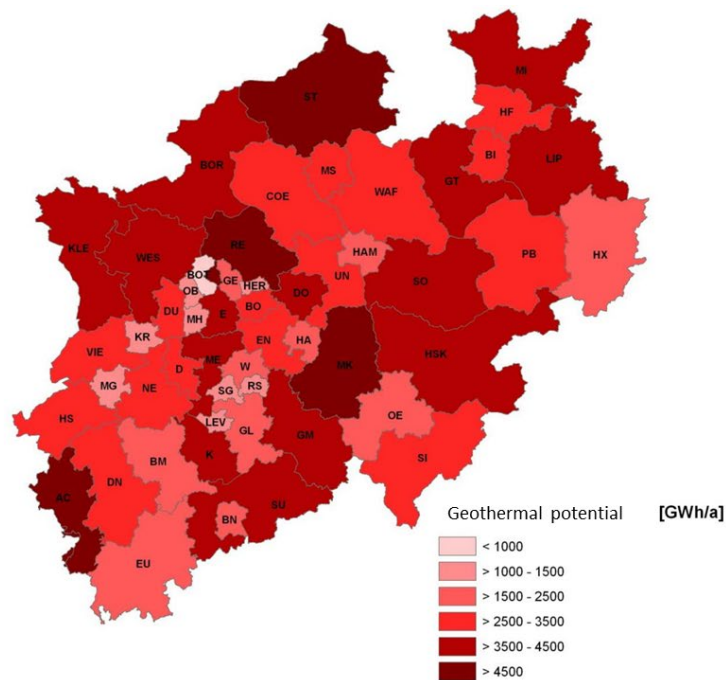 ST
MI
HF
BI
LIP
BOR
MS
COE
WAF
GT
KLE
WES
RE
HAM
PB
HX
BOT
GE
HER
OB
UN
SO
DO
DU
MH
E
BO
KR
EN
HA
VIE
ME
MK
HSK
D
W
MG
NE
SG
RS
HS
LEV
GL
OE
K
GM
BM
SI
AC
DN
SU
BN
EU
Geothermal potential [GWh/a]
< 1000
> 1000 - 1500
> 1500 - 2500
> 2500 - 3500
> 3500 - 4500
> 4500